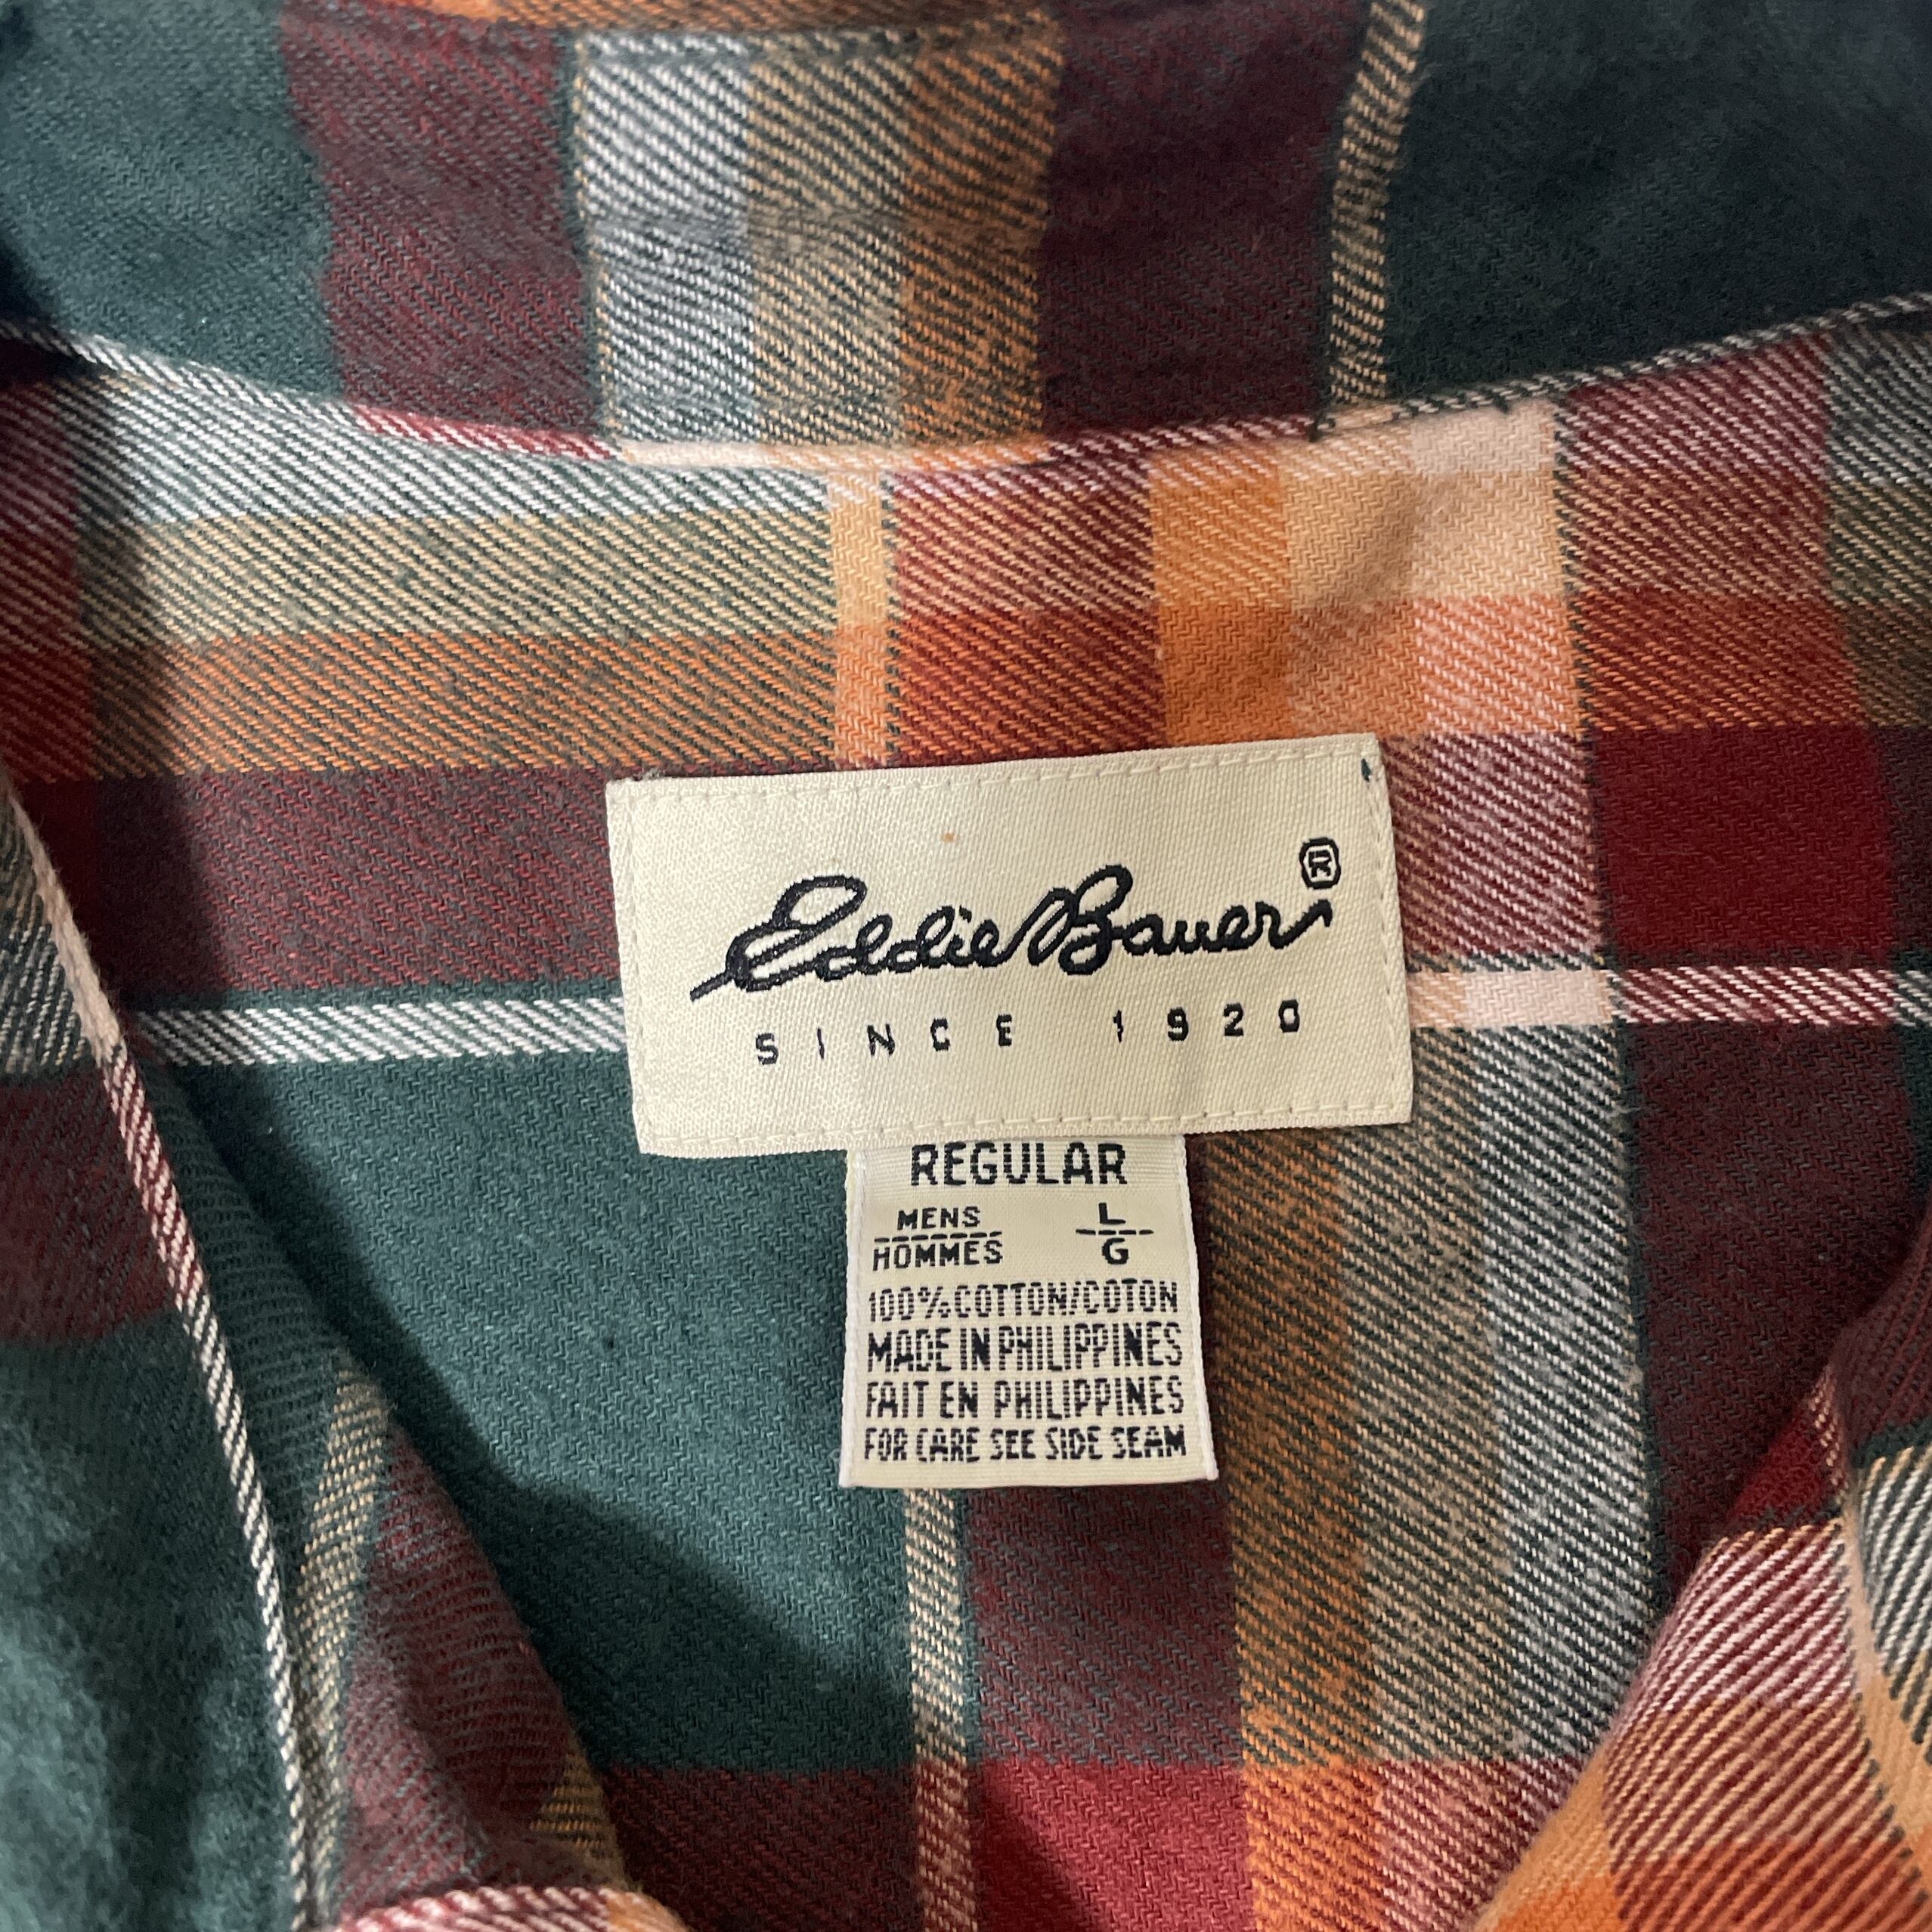 Eddie Bauer®
SINCE 1920
REGULAR
MENS L
HOMMES G
100%COTTON/COTON
MADE IN PHILIPPINES
FAIT EN PHILIPPINES
FOR CARE SEE SIDE SEAM